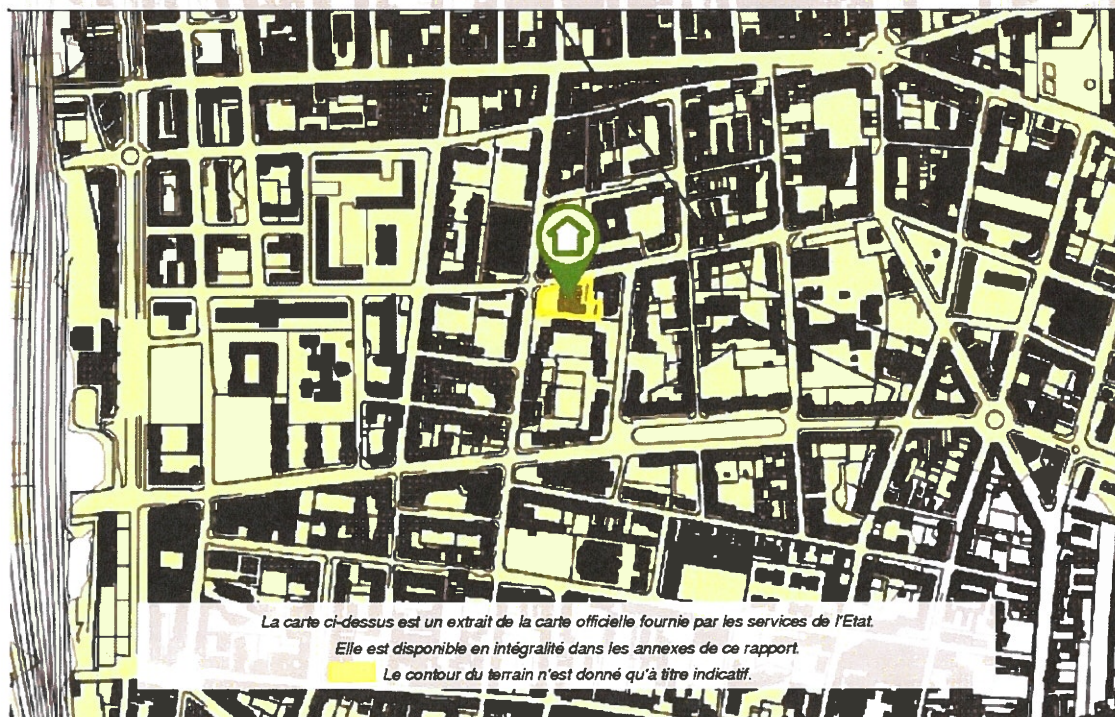 La carte ci-dessus est un extrait de la carte officielle fournie par les services de l'Etat.
Elle est disponible en intégralité dans les annexes de ce rapport.
Le contour du terrain n'est donné qu'à titre indicatif.